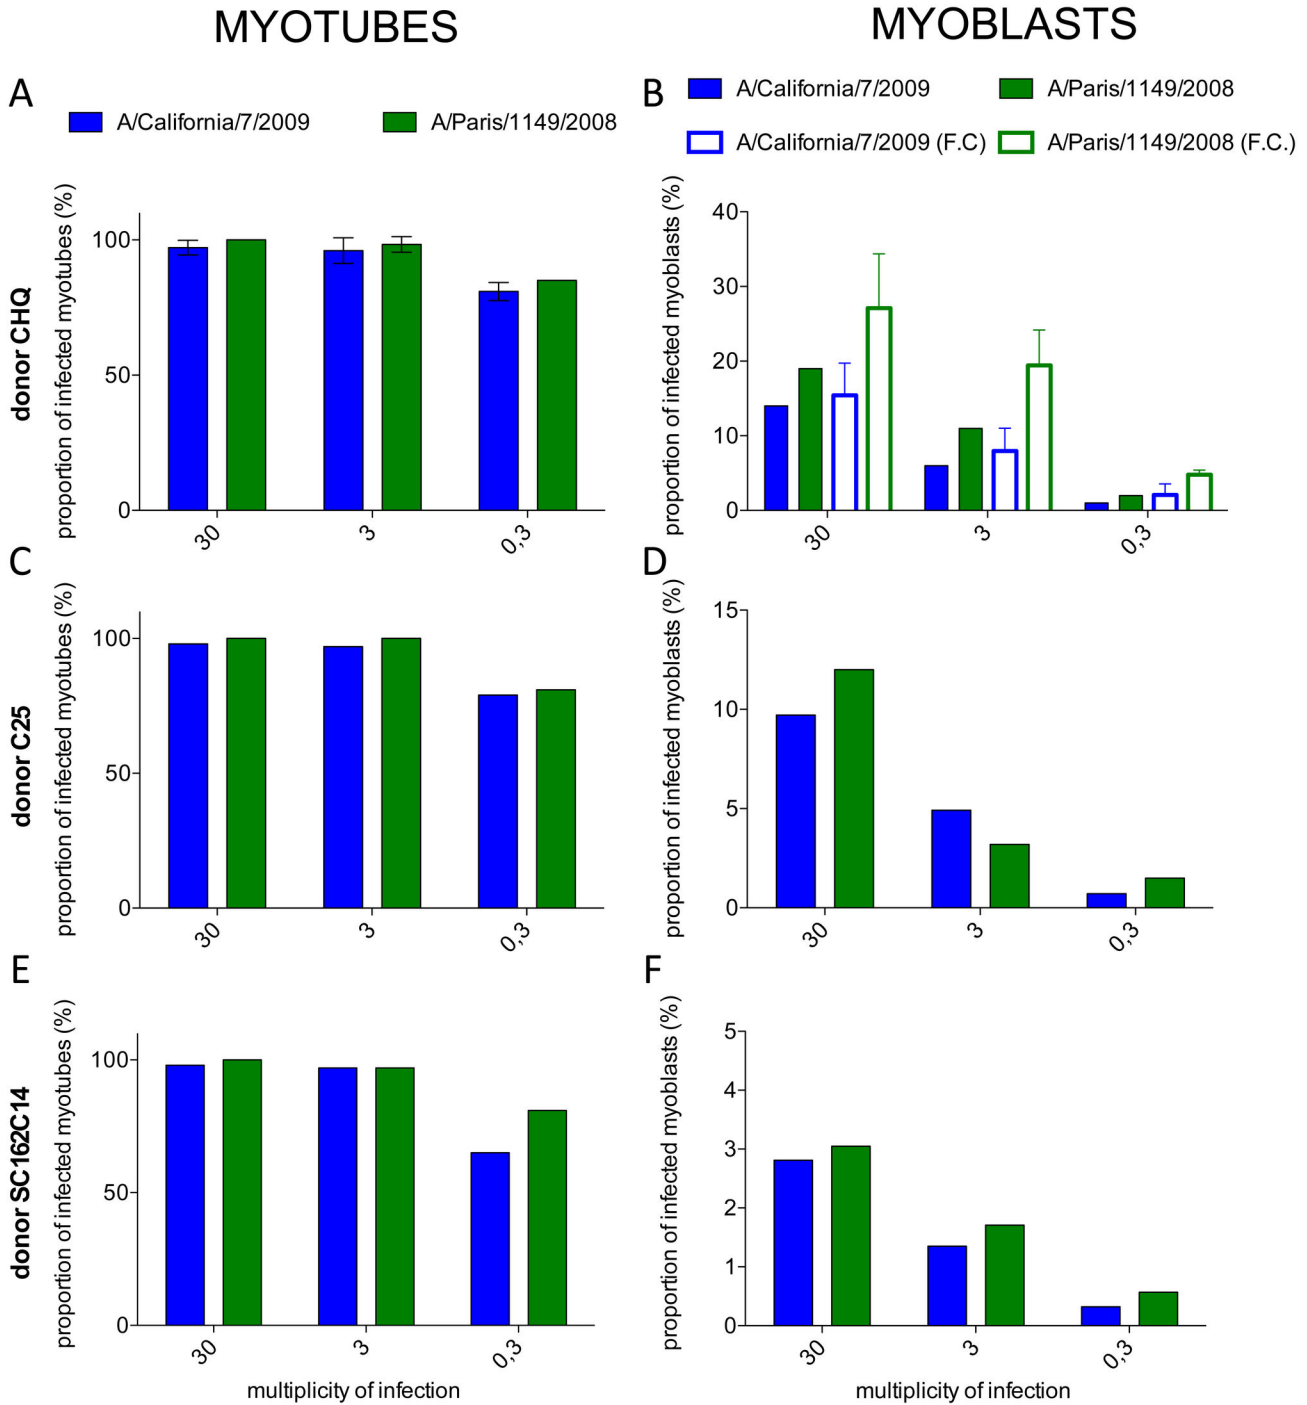 MYOTUBES
MYOBLASTS
A
A/California/7/2009
A/Paris/1149/2008
B
A/California/7/2009
A/Paris/1149/2008
A/California/7/2009 (F.C)
A/Paris/1149/2008 (F.C.)
donor CHQ
proportion of infected myotubes (%)
100
50
0
30
3
0,3
proportion of infected myoblasts (%)
40
30
20
10
0
30
3
0,3
C
donor C25
proportion of infected myotubes (%)
100
50
0
30
3
0,3
D
proportion of infected myoblasts (%)
15
10
5
0
30
3
0,3
E
donor SC162C14
proportion of infected myotubes (%)
100
50
0
30
3
0,3
multiplicity of infection
F
proportion of infected myoblasts (%)
5
4
3
2
1
0
30
3
0,3
multiplicity of infection